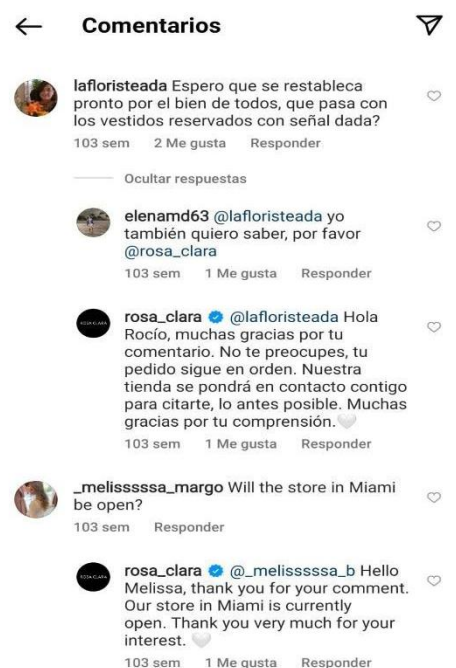 Comentarios
lafloristeada Espero que se restableca
pronto por el bien de todos, que pasa con
los vestidos reservados con señal dada?
103 sem 2 Me gusta Responder
Ocultar respuestas
elenamd63 @lafloristeada yo
también quiero saber, por favor
@rosa_clara
103 sem 1 Me gusta Responder
rosa_clara @lafloristeada Hola
Rocío, muchas gracias por tu
comentario. No te preocupes, tu
pedido sigue en orden. Nuestra
tienda se pondrá en contacto contigo
para citarte, lo antes posible. Muchas
gracias por tu comprensión.🤍
103 sem 1 Me gusta Responder
_melisssssa_margo Will the store in Miami
be open?
103 sem Responder
rosa_clara @_melisssssa_b Hello
Melissa, thank you for your comment.
Our store in Miami is currently
open. Thank you very much for your
interest. 🤍
103 sem 1 Me gusta Responder
ROSA CLARÁ
ROSA CLARÁ